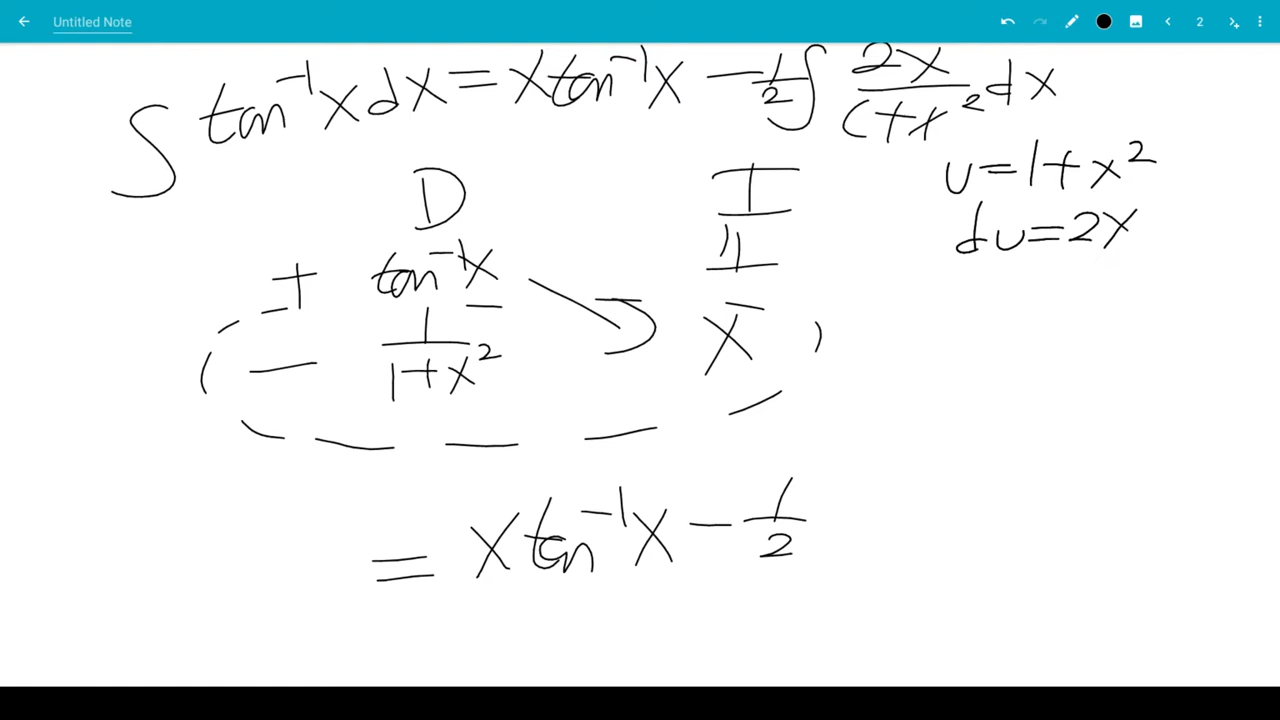 Untitled Note
2
∫ tan⁻¹x dx = x tan⁻¹x − 1/2 ∫ 2x/(1+x²) dx
u = 1 + x²
du = 2x
D I
+ tan⁻¹x 1
− 1/(1+x²) x
= x tan⁻¹x − 1/2